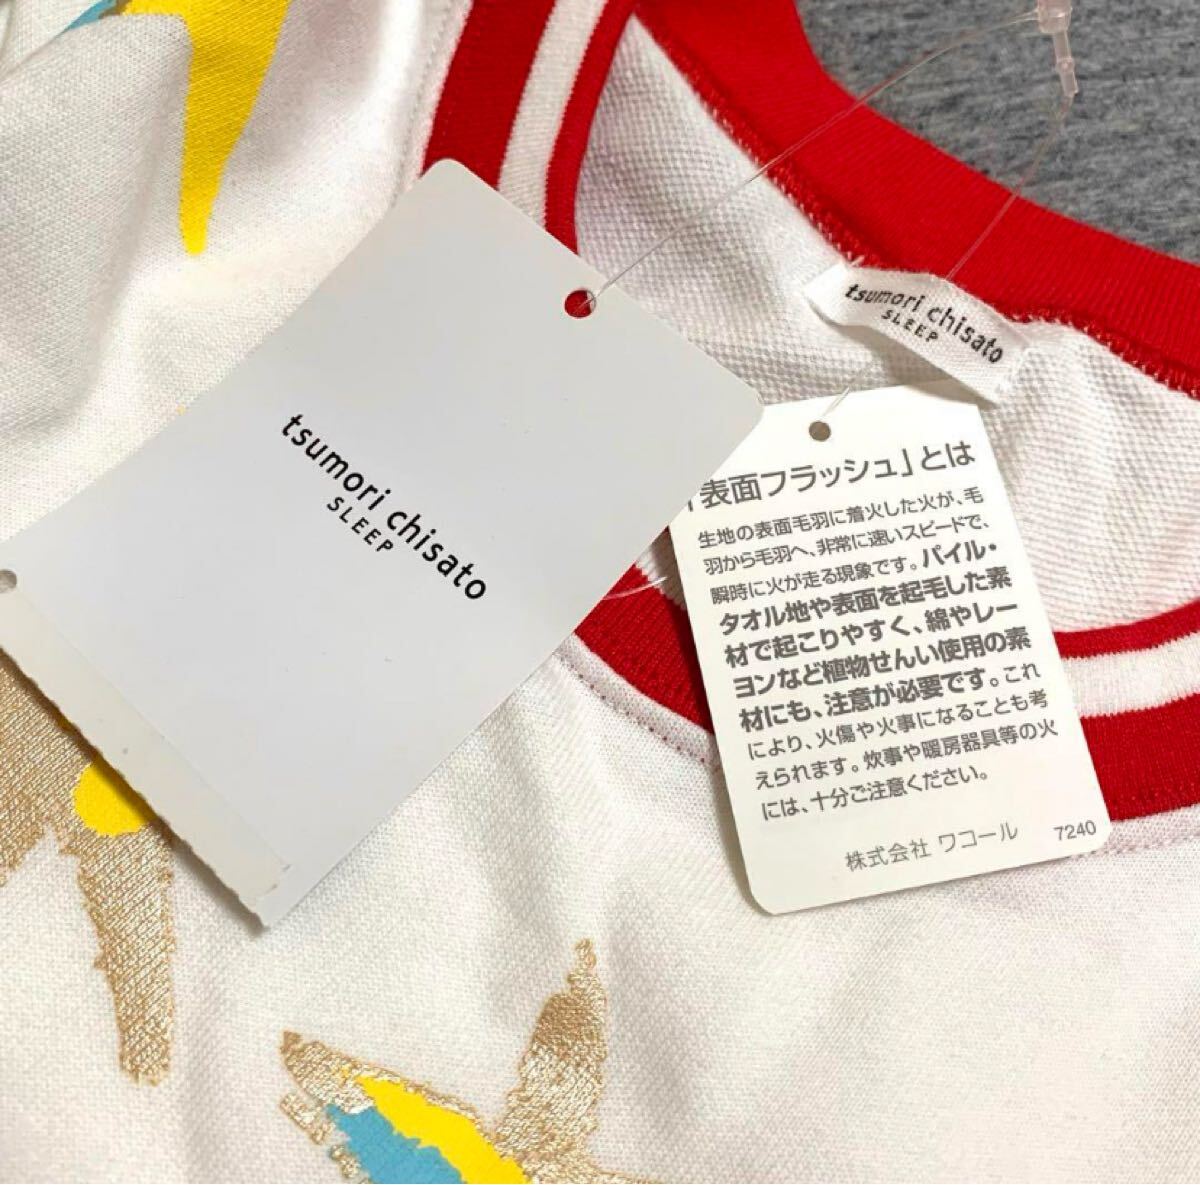 tsumori chisato
SLEEP
tsumori chisato
SLEEP
「表面フラッシュ」とは
生地の表面毛羽に着火した火が、毛
羽から毛羽へ、非常に速いスピードで、
瞬時に火が走る現象です。パイル・
タオル地や表面を起毛した素
材で起こりやすく、綿やレー
ヨンなど植物せんい使用の素
材にも、注意が必要です。これ
により、火傷や火事になることも考
えられます。炊事や暖房器具等の火
には、十分ご注意ください。
株式会社 ワコール 7240